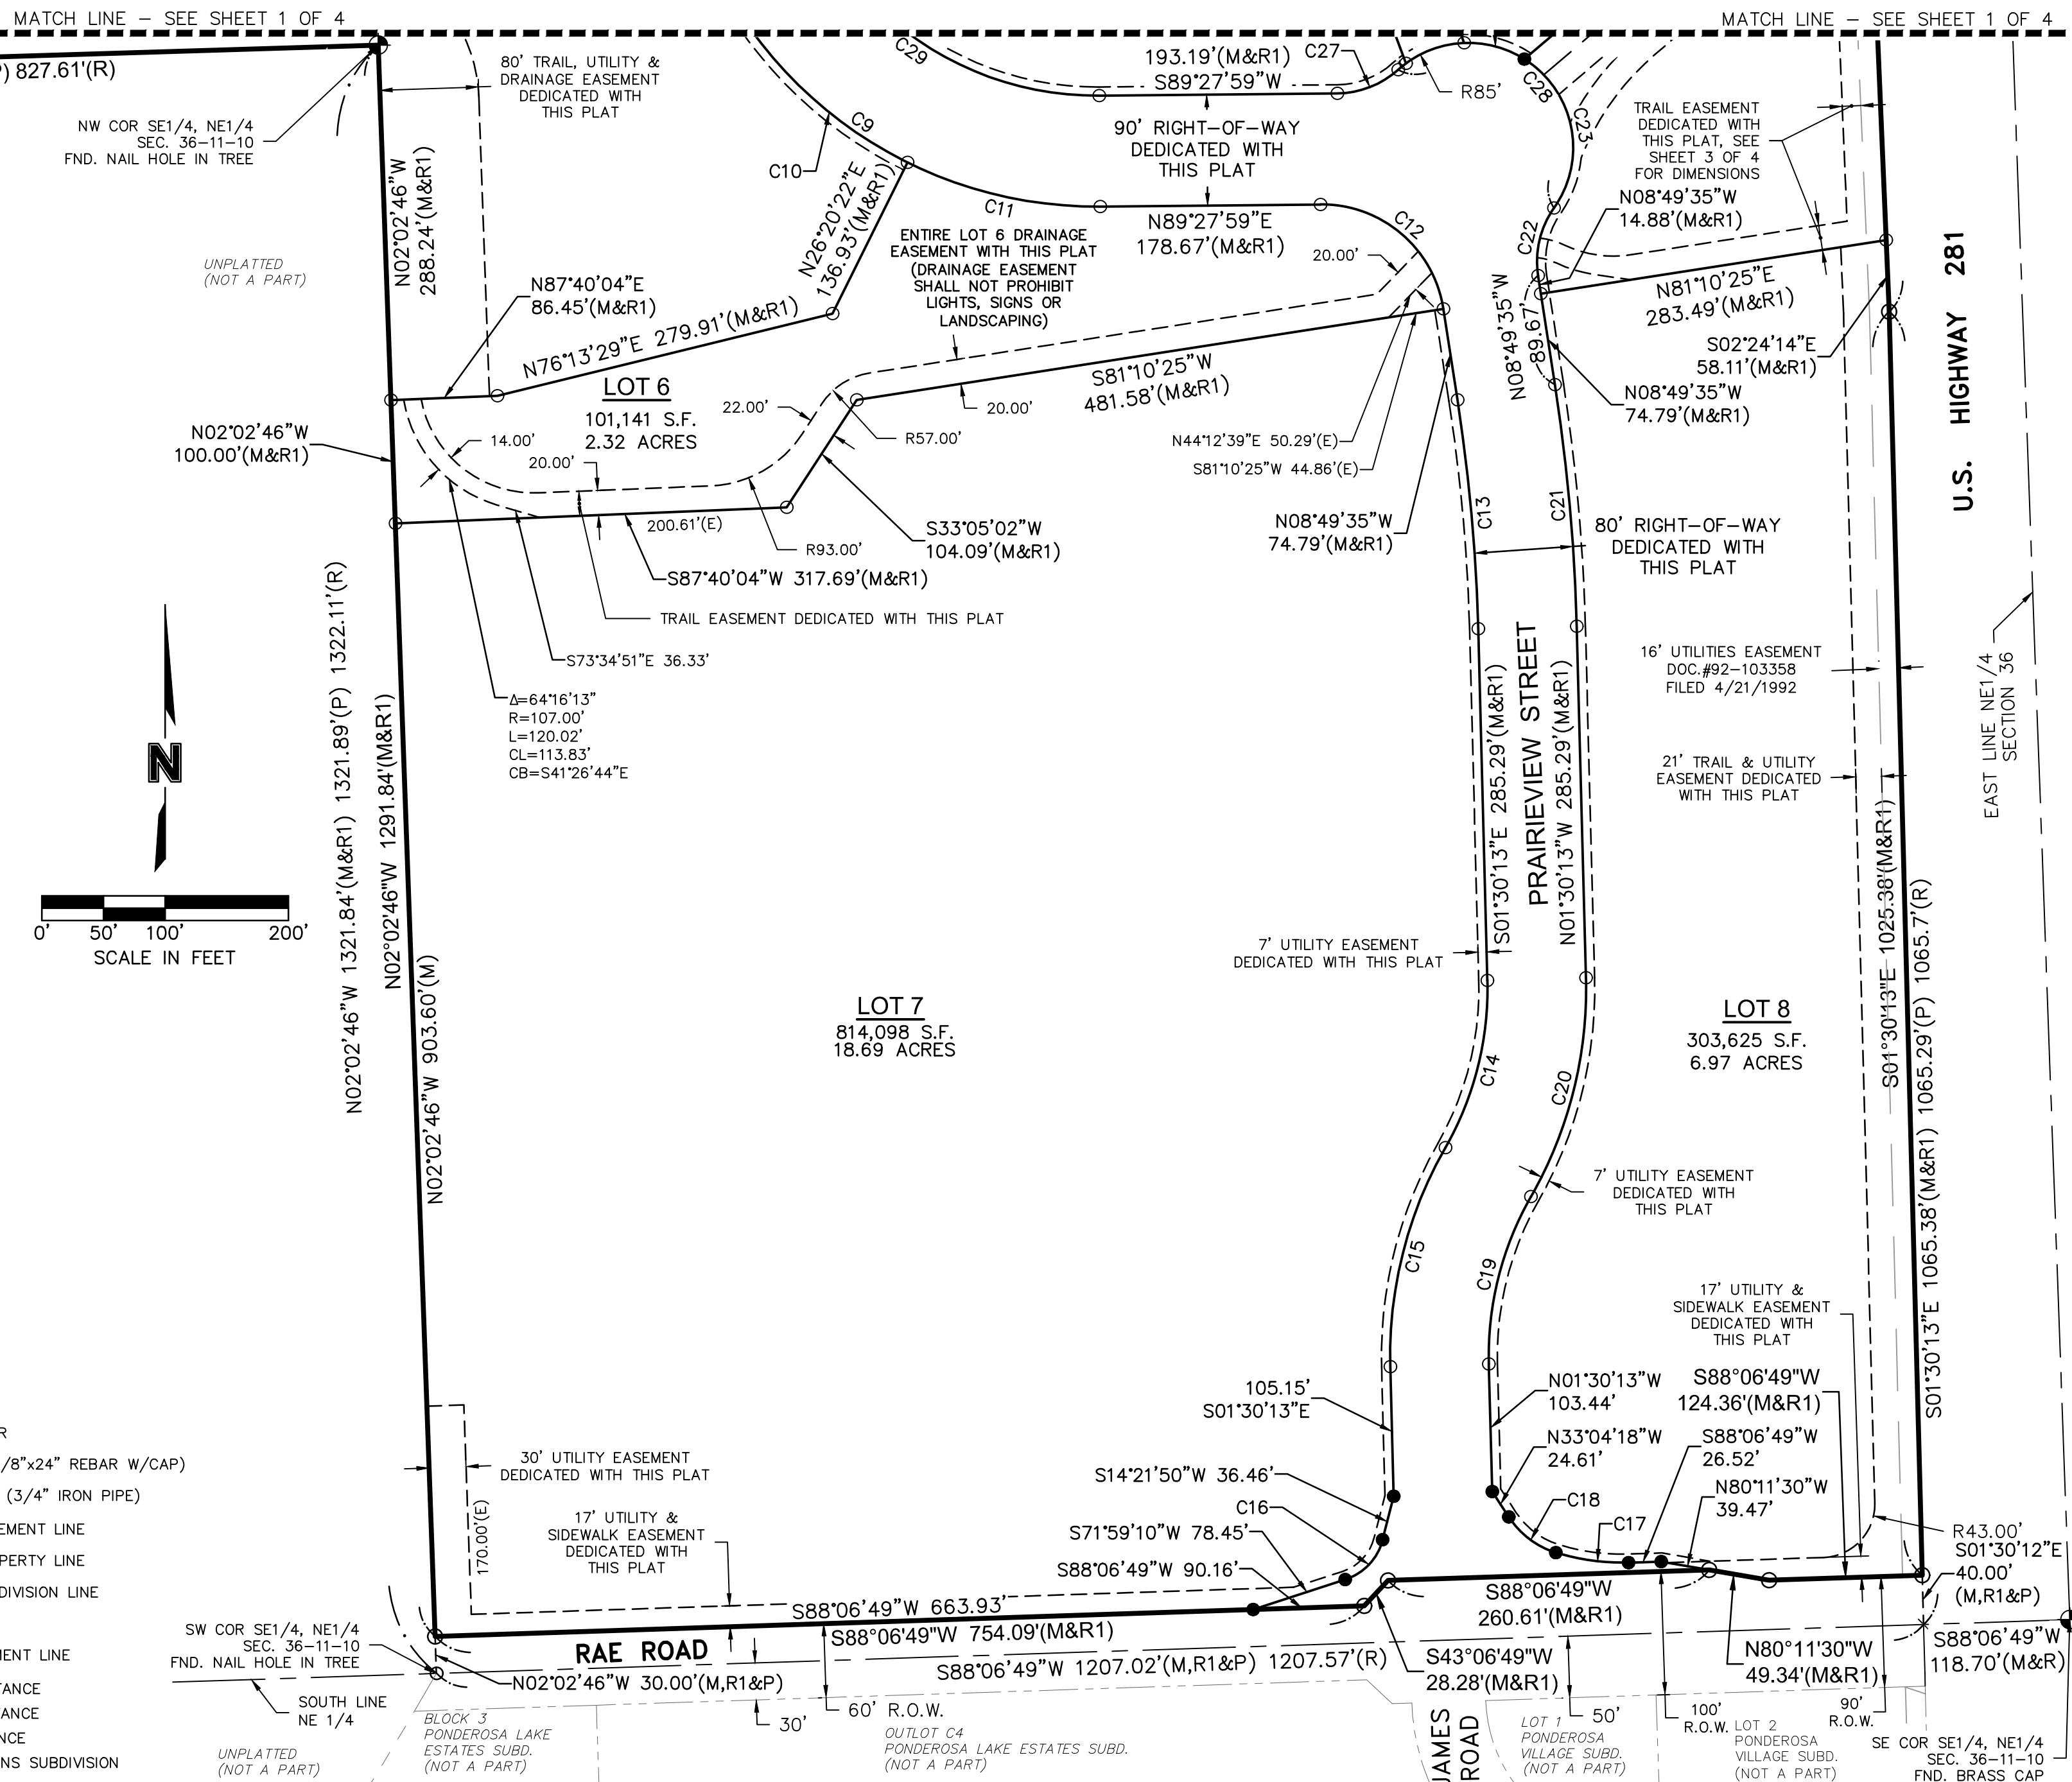 MATCH LINE – SEE SHEET 1 OF 4
MATCH LINE – SEE SHEET 1 OF 4
) 827.61'(R)
NW COR SE1/4, NE1/4
SEC. 36–11–10
FND. NAIL HOLE IN TREE
80' TRAIL, UTILITY &
DRAINAGE EASEMENT
DEDICATED WITH
THIS PLAT
N02°02'46"W
288.24'(M&R1)
UNPLATTED
(NOT A PART)
C29
193.19'(M&R1)
S89°27'59"W
C27
R85'
C28
C23
C9
C10
90' RIGHT–OF–WAY
DEDICATED WITH
THIS PLAT
TRAIL EASEMENT
DEDICATED WITH
THIS PLAT, SEE
SHEET 3 OF 4
FOR DIMENSIONS
N26°20'22"E
136.93'(M&R1)
C11
N89°27'59"E
178.67'(M&R1)
C12
C22
N08°49'35"W
14.88'(M&R1)
ENTIRE LOT 6 DRAINAGE
EASEMENT WITH THIS PLAT
(DRAINAGE EASEMENT
SHALL NOT PROHIBIT
LIGHTS, SIGNS OR
LANDSCAPING)
20.00'
N87°40'04"E
86.45'(M&R1)
N76°13'29"E 279.91'(M&R1)
N08°49'35"W
89.67'
N81°10'25"E
283.49'(M&R1)
S02°24'14"E
58.11'(M&R1)
U.S. HIGHWAY 281
LOT 6
101,141 S.F.
2.32 ACRES
S81°10'25"W
481.58'(M&R1)
20.00'
22.00'
R57.00'
N08°49'35"W
74.79'(M&R1)
N02°02'46"W
100.00'(M&R1)
14.00'
20.00'
N44°12'39"E 50.29'(E)
S81°10'25"W 44.86'(E)
N08°49'35"W
74.79'(M&R1)
C13
C21
80' RIGHT–OF–WAY
DEDICATED WITH
THIS PLAT
200.61'(E)
R93.00'
S33°05'02"W
104.09'(M&R1)
S87°40'04"W 317.69'(M&R1)
TRAIL EASEMENT DEDICATED WITH THIS PLAT
S73°34'51"E 36.33'
Δ=64°16'13"
R=107.00'
L=120.02'
CL=113.83'
CB=S41°26'44"E
16' UTILITIES EASEMENT
DOC.#92–103358
FILED 4/21/1992
EAST LINE NE1/4
SECTION 36
N
0' 50' 100' 200'
SCALE IN FEET
N02°02'46"W 1321.84'(M&R1) 1321.89'(P) 1322.11'(R)
N02°02'46"W 1291.84'(M&R1)
N02°02'46"W 903.60'(M)
S01°30'13"E 285.29'(M&R1)
PRAIRIEVIEW STREET
N01°30'13"W 285.29'(M&R1)
21' TRAIL & UTILITY
EASEMENT DEDICATED
WITH THIS PLAT
S01°30'13"E 1025.38'(M&R1)
S01°30'13"E 1065.38'(M&R1) 1065.29'(P) 1065.7'(R)
7' UTILITY EASEMENT
DEDICATED WITH THIS PLAT
LOT 7
814,098 S.F.
18.69 ACRES
LOT 8
303,625 S.F.
6.97 ACRES
C14
C20
7' UTILITY EASEMENT
DEDICATED WITH
THIS PLAT
C15
C19
17' UTILITY &
SIDEWALK EASEMENT
DEDICATED WITH
THIS PLAT
105.15'
S01°30'13"E
N01°30'13"W
103.44'
S88°06'49"W
124.36'(M&R1)
N33°04'18"W
24.61'
S88°06'49"W
26.52'
N80°11'30"W
39.47'
R
/8"x24" REBAR W/CAP)
(3/4" IRON PIPE)
EMENT LINE
PERTY LINE
DIVISION LINE
MENT LINE
TANCE
TANCE
NCE
NS SUBDIVISION
30' UTILITY EASEMENT
DEDICATED WITH THIS PLAT
170.00'(E)
17' UTILITY &
SIDEWALK EASEMENT
DEDICATED WITH
THIS PLAT
S14°21'50"W 36.46'
C16
S71°59'10"W 78.45'
S88°06'49"W 90.16'
C18
C17
R43.00'
S01°30'12"E
40.00'
(M,R1&P)
S88°06'49"W 663.93'
S88°06'49"W 754.09'(M&R1)
S88°06'49"W
260.61'(M&R1)
SW COR SE1/4, NE1/4
SEC. 36–11–10
FND. NAIL HOLE IN TREE
RAE ROAD
S88°06'49"W 1207.02'(M,R1&P) 1207.57'(R)
S43°06'49"W
28.28'(M&R1)
N80°11'30"W
49.34'(M&R1)
S88°06'49"W
118.70'(M&R)
N02°02'46"W 30.00'(M,R1&P)
SOUTH LINE
NE 1/4
30'
60' R.O.W.
50'
100'
R.O.W.
90'
R.O.W.
UNPLATTED
(NOT A PART)
BLOCK 3
PONDEROSA LAKE
ESTATES SUBD.
(NOT A PART)
OUTLOT C4
PONDEROSA LAKE ESTATES SUBD.
(NOT A PART)
JAMES
ROAD
LOT 1
PONDEROSA
VILLAGE SUBD.
(NOT A PART)
LOT 2
PONDEROSA
VILLAGE SUBD.
(NOT A PART)
SE COR SE1/4, NE1/4
SEC. 36–11–10
FND. BRASS CAP